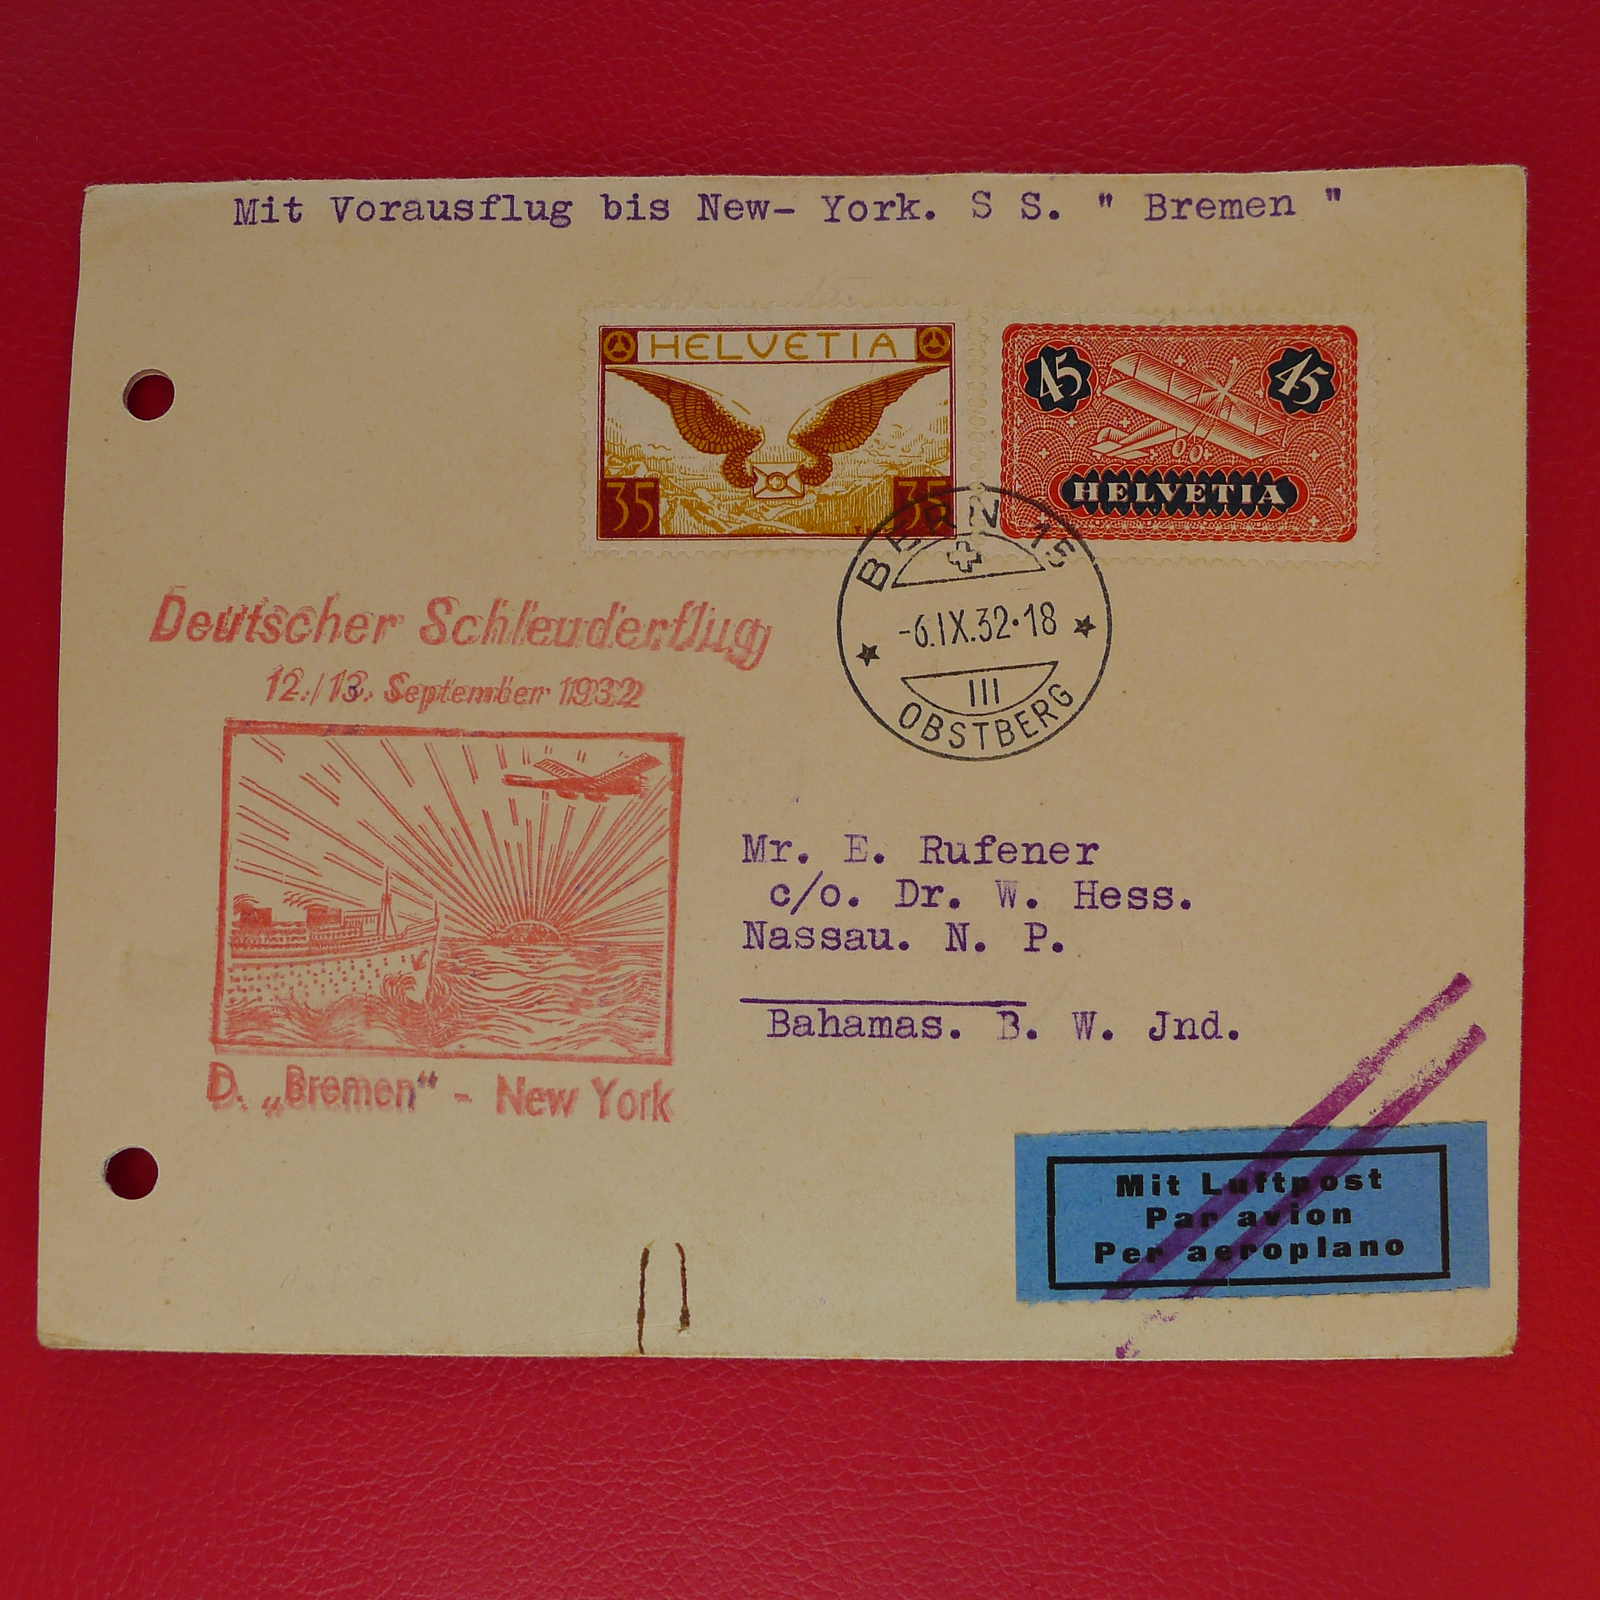 Mit Vorausflug bis New- York. S S. " Bremen "
HELVETIA
35 35
45 45
HELVETIA
BERN 15
-6.IX.32·18
III
OBSTBERG
Deutscher Schleuderflug
12./13. September 1932
D. „Bremen“ - New York
Mr. E. Rufener
c/o. Dr. W. Hess.
Nassau. N. P.
Bahamas. B. W. Jnd.
Mit Luftpost
Par avion
Per aeroplano